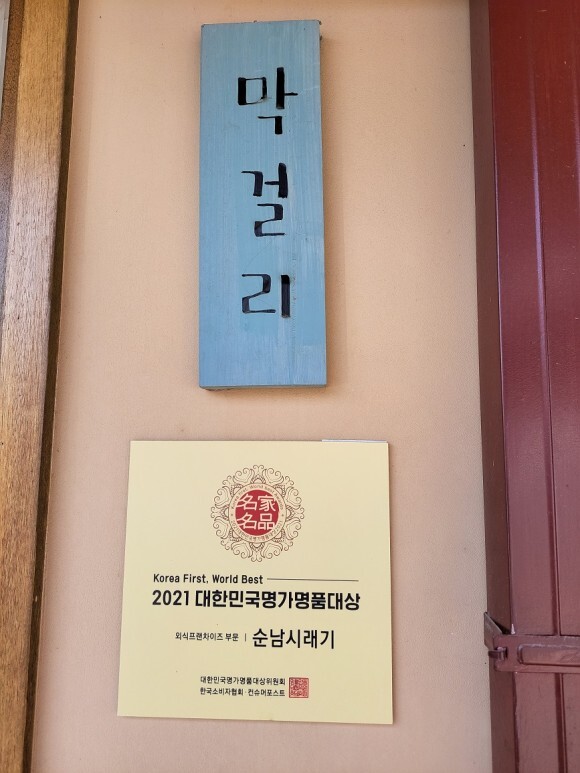 막걸리
名家
名品
Korea First, World Best
2021 대한민국명가명품대상
외식프랜차이즈 부문 | 순남시래기
대한민국명가명품대상위원회
한국소비자협회 · 컨슈머포스트